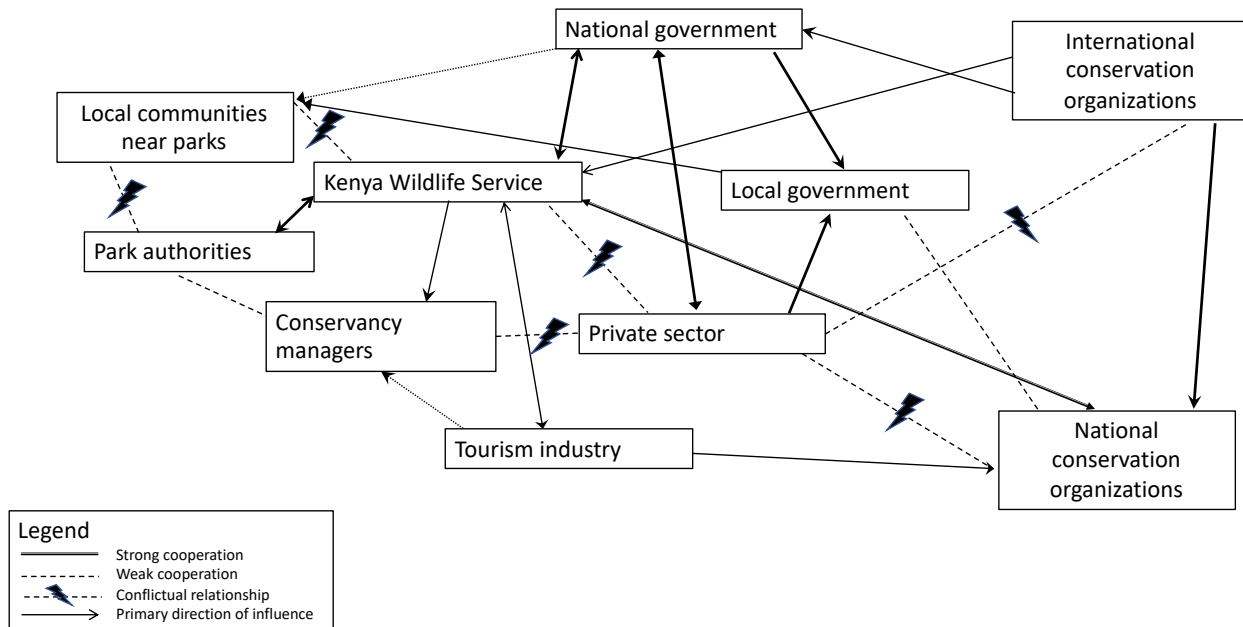 National government
International
conservation
organizations
Local communities
near parks
Kenya Wildlife Service
Local government
Park authorities
Conservancy
managers
Private sector
Tourism industry
National
conservation
organizations
Legend
Strong cooperation
Weak cooperation
Conflictual relationship
Primary direction of influence